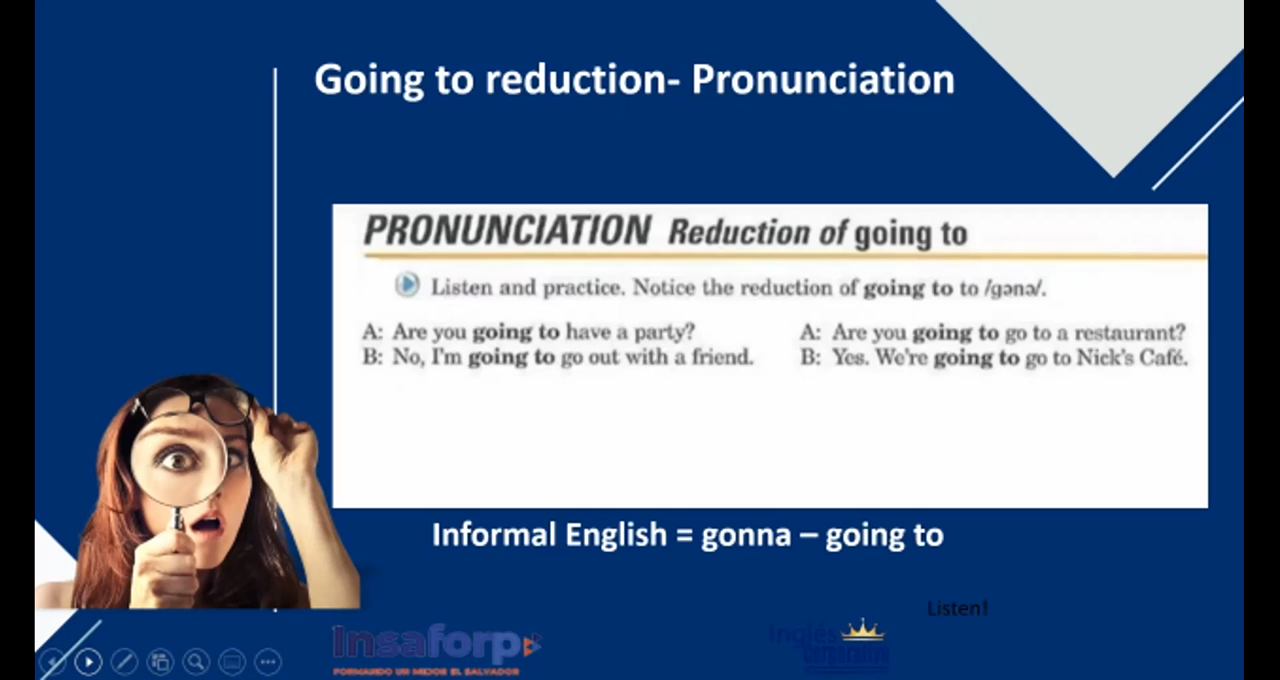 Going to reduction- Pronunciation
PRONUNCIATION Reduction of going to
Listen and practice. Notice the reduction of going to to /gənə/.
A: Are you going to have a party?
B: No, I'm going to go out with a friend.
A: Are you going to go to a restaurant?
B: Yes. We're going to go to Nick's Café.
Informal English = gonna – going to
Listen!
Insaforp
FORMANDO UN MEJOR EL SALVADOR
Inglés
Corporativo